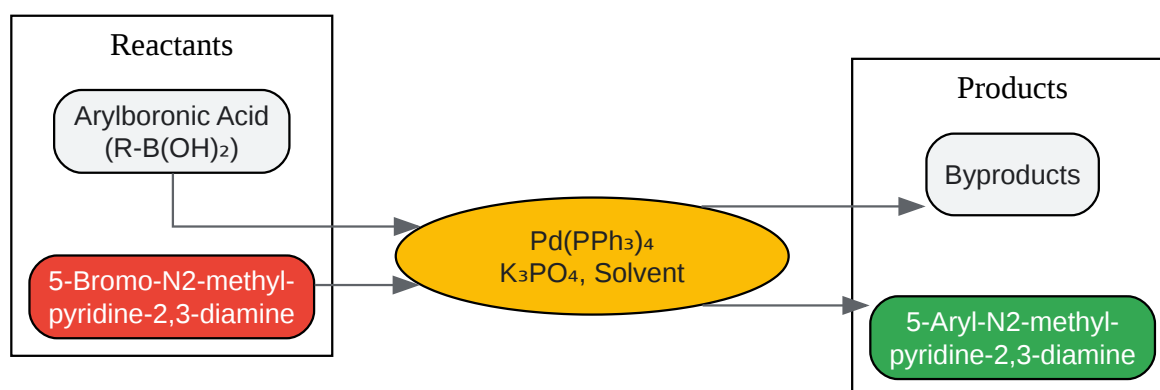 Reactants
Arylboronic Acid
(R-B(OH)₂)
5-Bromo-N2-methyl-
pyridine-2,3-diamine
Pd(PPh₃)₄
K₃PO₄, Solvent
Products
Byproducts
5-Aryl-N2-methyl-
pyridine-2,3-diamine